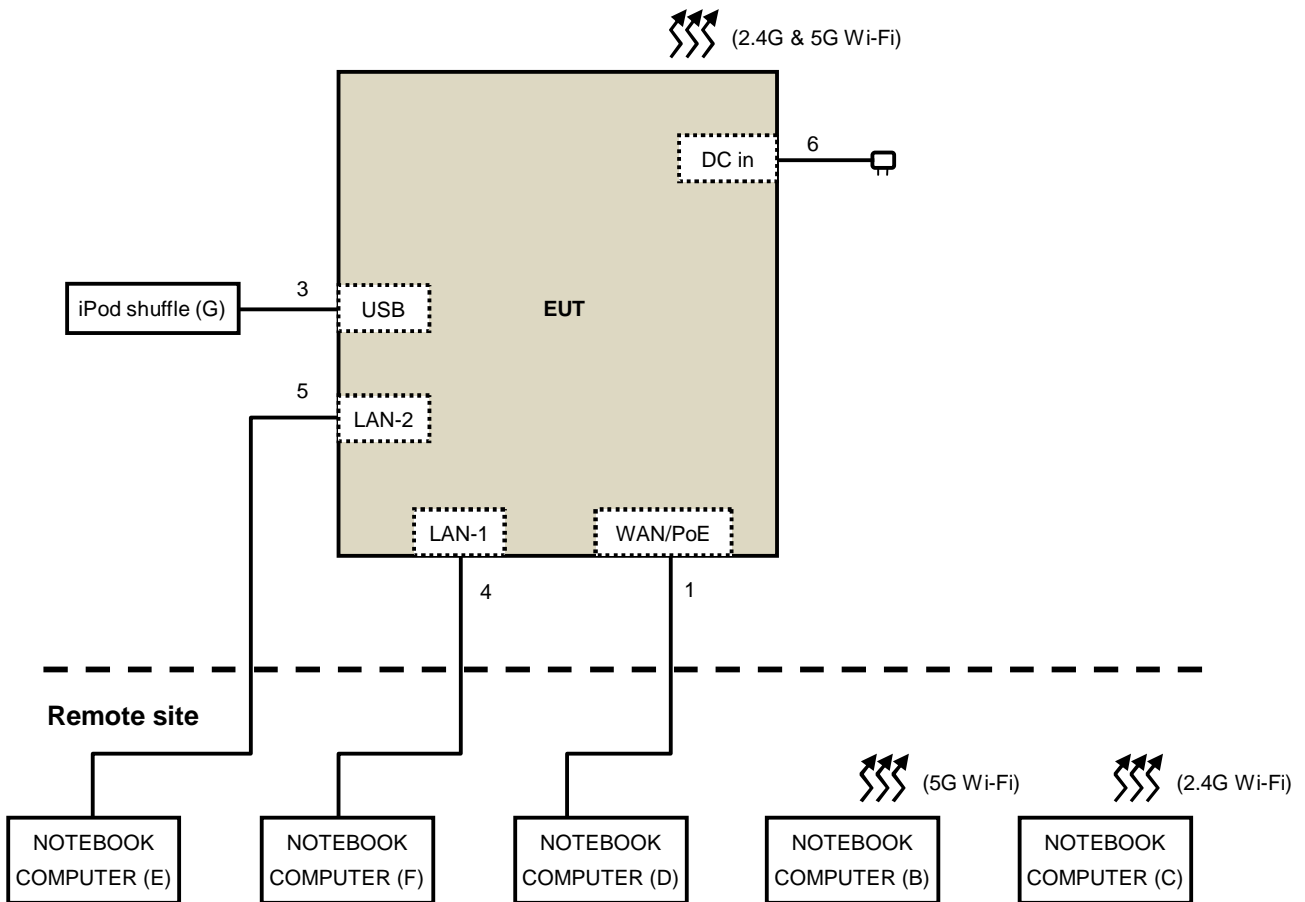 (2.4G & 5G Wi-Fi)
DC in
6
iPod shuffle (G)
3
USB
EUT
5
LAN-2
LAN-1
WAN/PoE
4
1
Remote site
(5G Wi-Fi)
(2.4G Wi-Fi)
NOTEBOOK
COMPUTER (E)
NOTEBOOK
COMPUTER (F)
NOTEBOOK
COMPUTER (D)
NOTEBOOK
COMPUTER (B)
NOTEBOOK
COMPUTER (C)